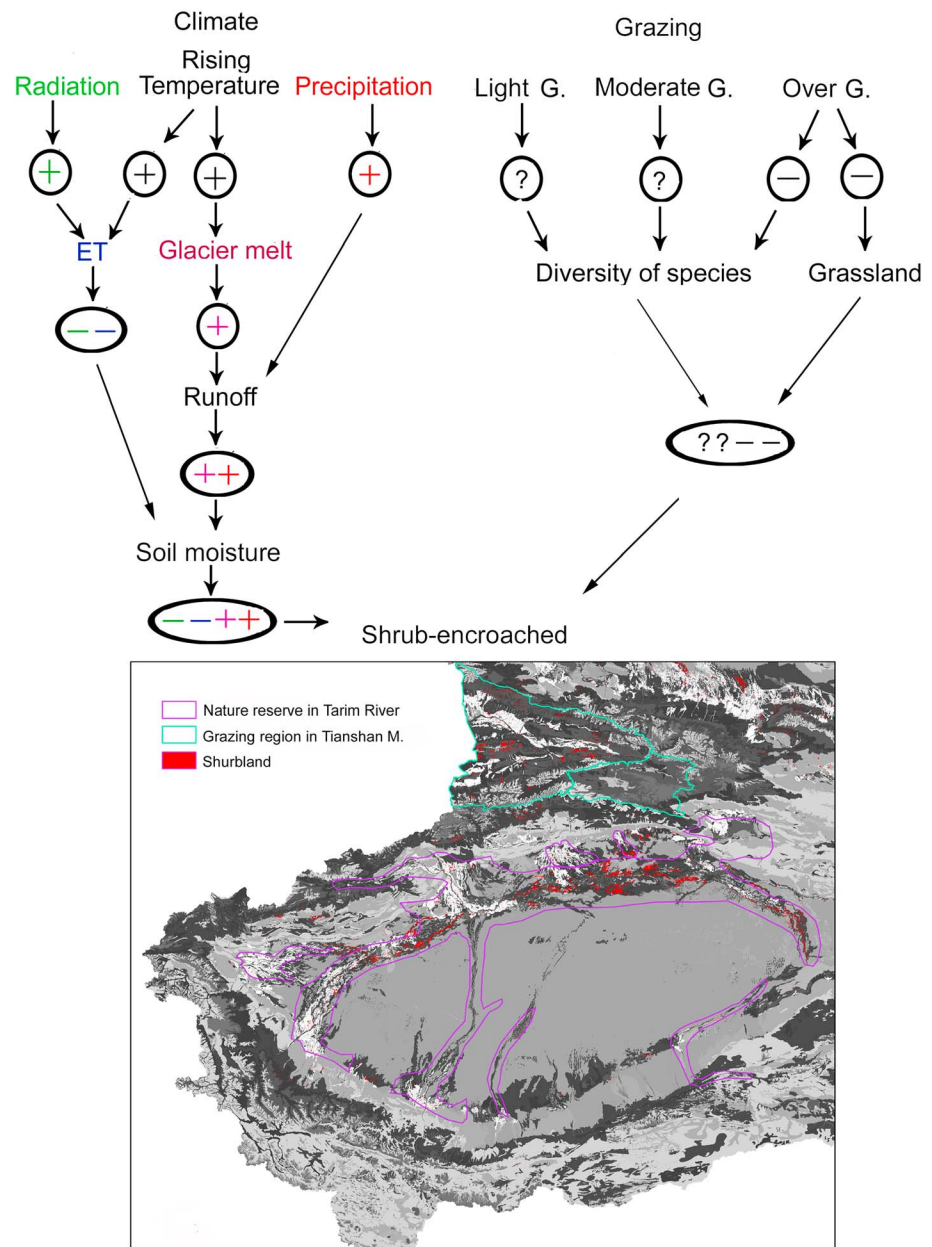 Climate
Grazing
Rising
Radiation Temperature Precipitation
Light G. Moderate G. Over G.
+ + + +
? ? — —
ET Glacier melt
Diversity of species Grassland
— — +
Runoff
? ? — —
+ +
Soil moisture
— — + +
Shrub-encroached
Nature reserve in Tarim River
Grazing region in Tianshan M.
Shurbland